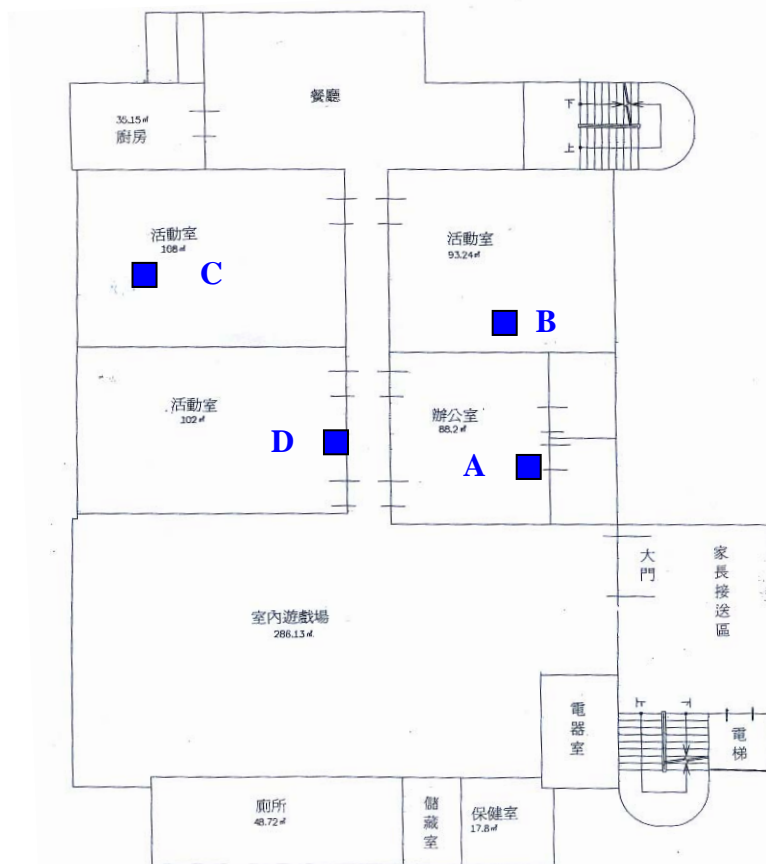 餐廳
35.15㎡
廚房
下
上
活動室
108㎡
C
活動室
93.24㎡
B
活動室
102㎡
D
辦公室
88.2㎡
A
大門
家長接送區
室內遊戲場
286.13㎡
電器室
上
下
電梯
廁所
48.72㎡
儲藏室
保健室
17.8㎡